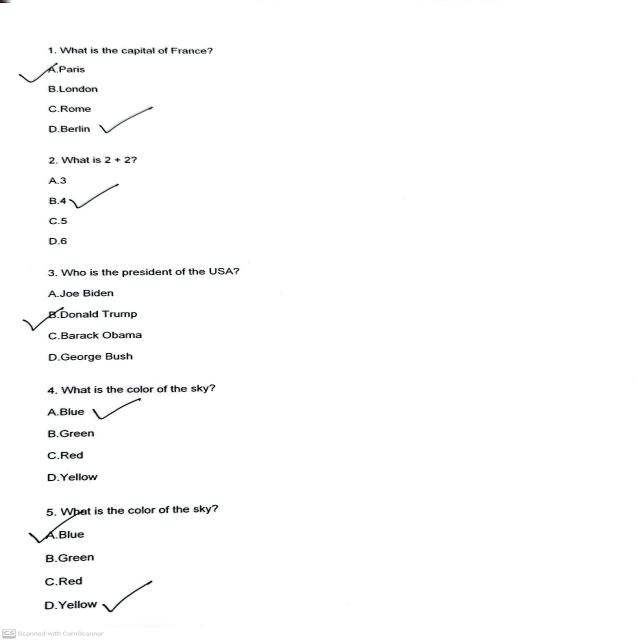 1. What is the capital of France?
A.Paris
B.London
C.Rome
D.Berlin
2. What is 2 + 2?
A.3
B.4
C.5
D.6
3. Who is the president of the USA?
A.Joe Biden
B.Donald Trump
C.Barack Obama
D.George Bush
4. What is the color of the sky?
A.Blue
B.Green
C.Red
D.Yellow
5. What is the color of the sky?
A.Blue
B.Green
C.Red
D.Yellow
CS Scanned with CamScanner